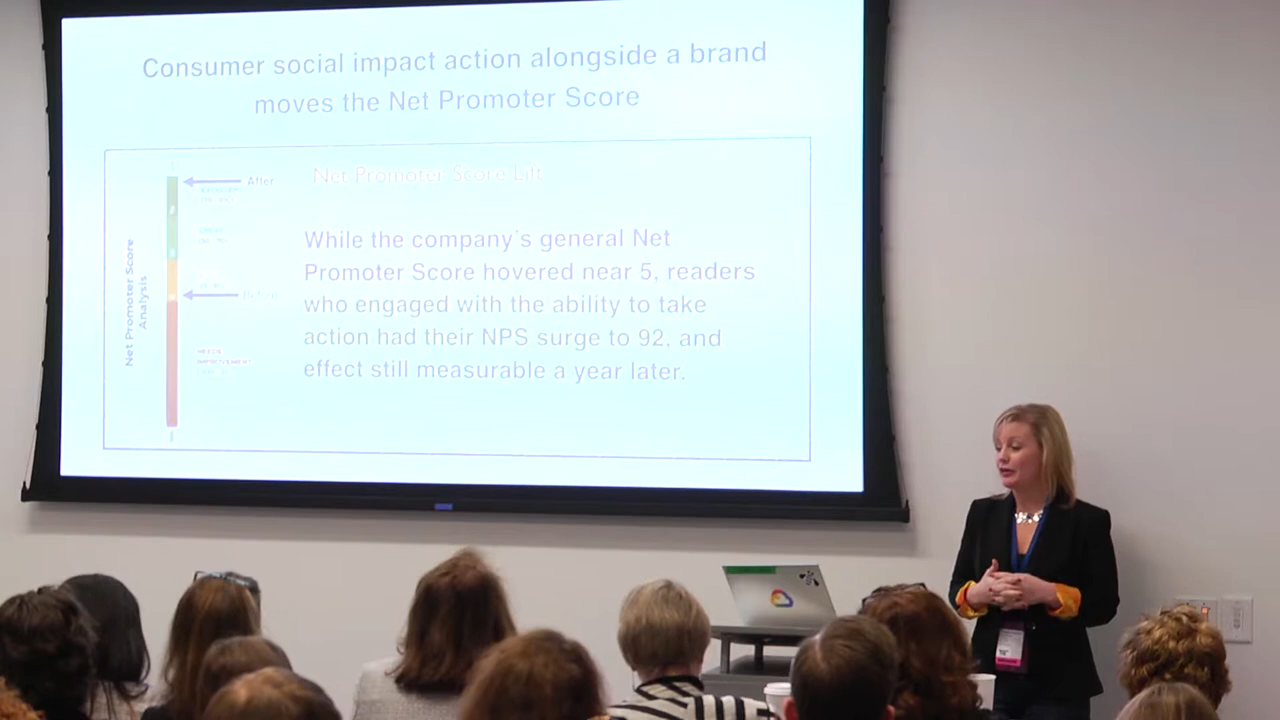 Consumer social impact action alongside a brand
moves the Net Promoter Score
After
Net Promoter Score Lift
Before
Net Promoter Score
Analysis
NEEDS
IMPROVEMENT
While the company's general Net
Promoter Score hovered near 5, readers
who engaged with the ability to take
action had their NPS surge to 92, and
effect still measurable a year later.